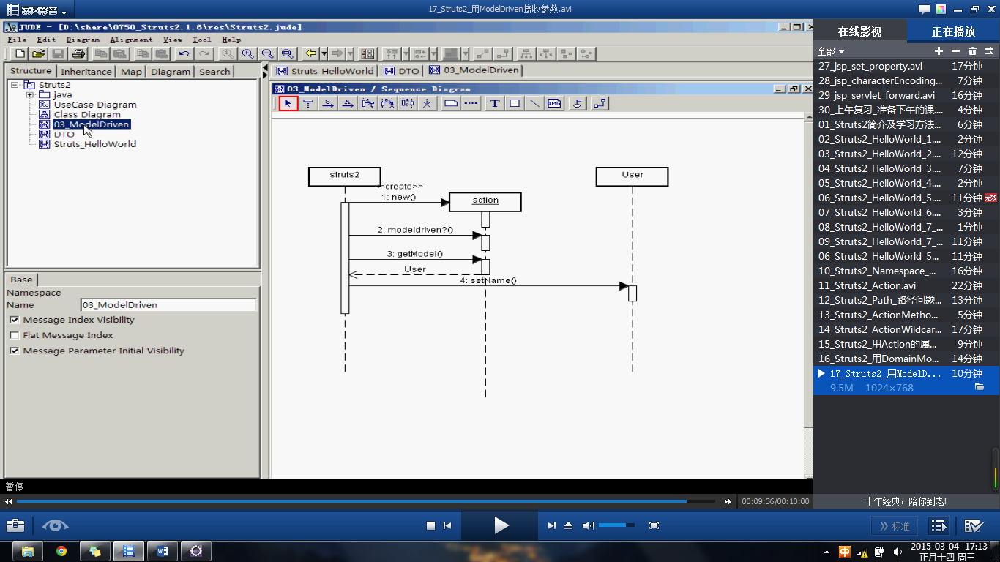 暴风影音
17_Struts2_用ModelDriven接收参数.avi
JUDE - [D:\share\0750_Struts2.1.6\res\Struts2.jude]
File Edit Diagram Alignment View Tool Help
Structure Inheritance Map Diagram Search
Struts2
java
UseCase Diagram
Class Diagram
03_ModelDriven
DTO
Struts_HelloWorld
Base
Namespace
Name 03_ModelDriven
Message Index Visibility
Flat Message Index
Message Parameter Initial Visibility
Struts_HelloWorld DTO 03_ModelDriven
03_ModelDriven / Sequence Diagram
T
struts2
User
<<create>>
1: new()
action
2: modeldriven?()
3: getModel()
User
4: setName()
在线影视 正在播放
全部
27_jsp_set_property.avi 17分钟
28_jsp_characterEncoding... 7分钟
29_jsp_servlet_forward.avi 16分钟
30_上午复习_准备下午的课.... 4分钟
01_Struts2简介及学习方法... 6分钟
02_Struts2_HelloWorld_1.... 2分钟
03_Struts2_HelloWorld_2.... 12分钟
04_Struts2_HelloWorld_3.... 7分钟
05_Struts2_HelloWorld_4.... 2分钟
06_Struts2_HelloWorld_5.... 11分钟 无效
07_Struts2_HelloWorld_6.... 3分钟
08_Struts2_HelloWorld_7_... 1分钟
09_Struts2_HelloWorld_7_... 11分钟
06_Struts2_HelloWorld_5... 11分钟
10_Struts2_Namespace_... 16分钟
11_Struts2_Action.avi 22分钟
12_Struts2_Path_路径问题... 13分钟
13_Struts2_ActionMetho... 5分钟
14_Struts2_ActionWildcar... 17分钟
15_Struts2_用Action的属... 9分钟
16_Struts2_用DomainMo... 14分钟
17_Struts2_用ModelD... 10分钟
9.5M 1024×768
暂停
00:09:36/00:10:00
十年经典，陪你到老!
标准
中
2015-03-04 17:13
正月十四 周三